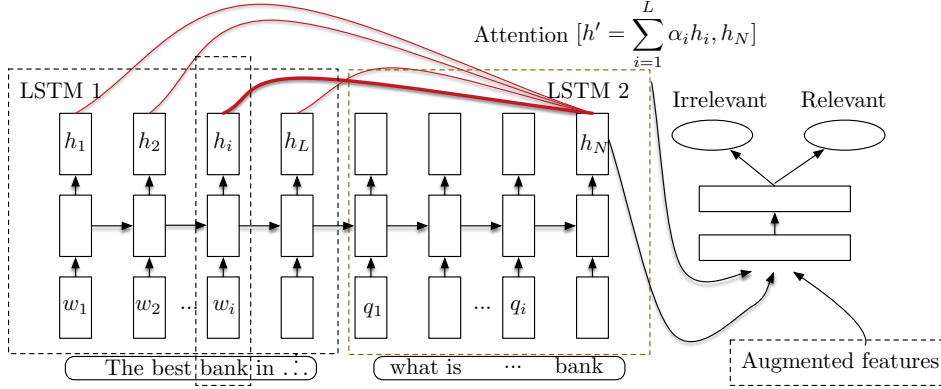 Attention [h′ = ∑_{i=1}^{L} α_i h_i, h_N]
LSTM 1
LSTM 2
Irrelevant Relevant
h_1 h_2 h_i h_L h_N
w_1 w_2 ... w_i q_1 ... q_i
The best bank in ...
what is ... bank
Augmented features